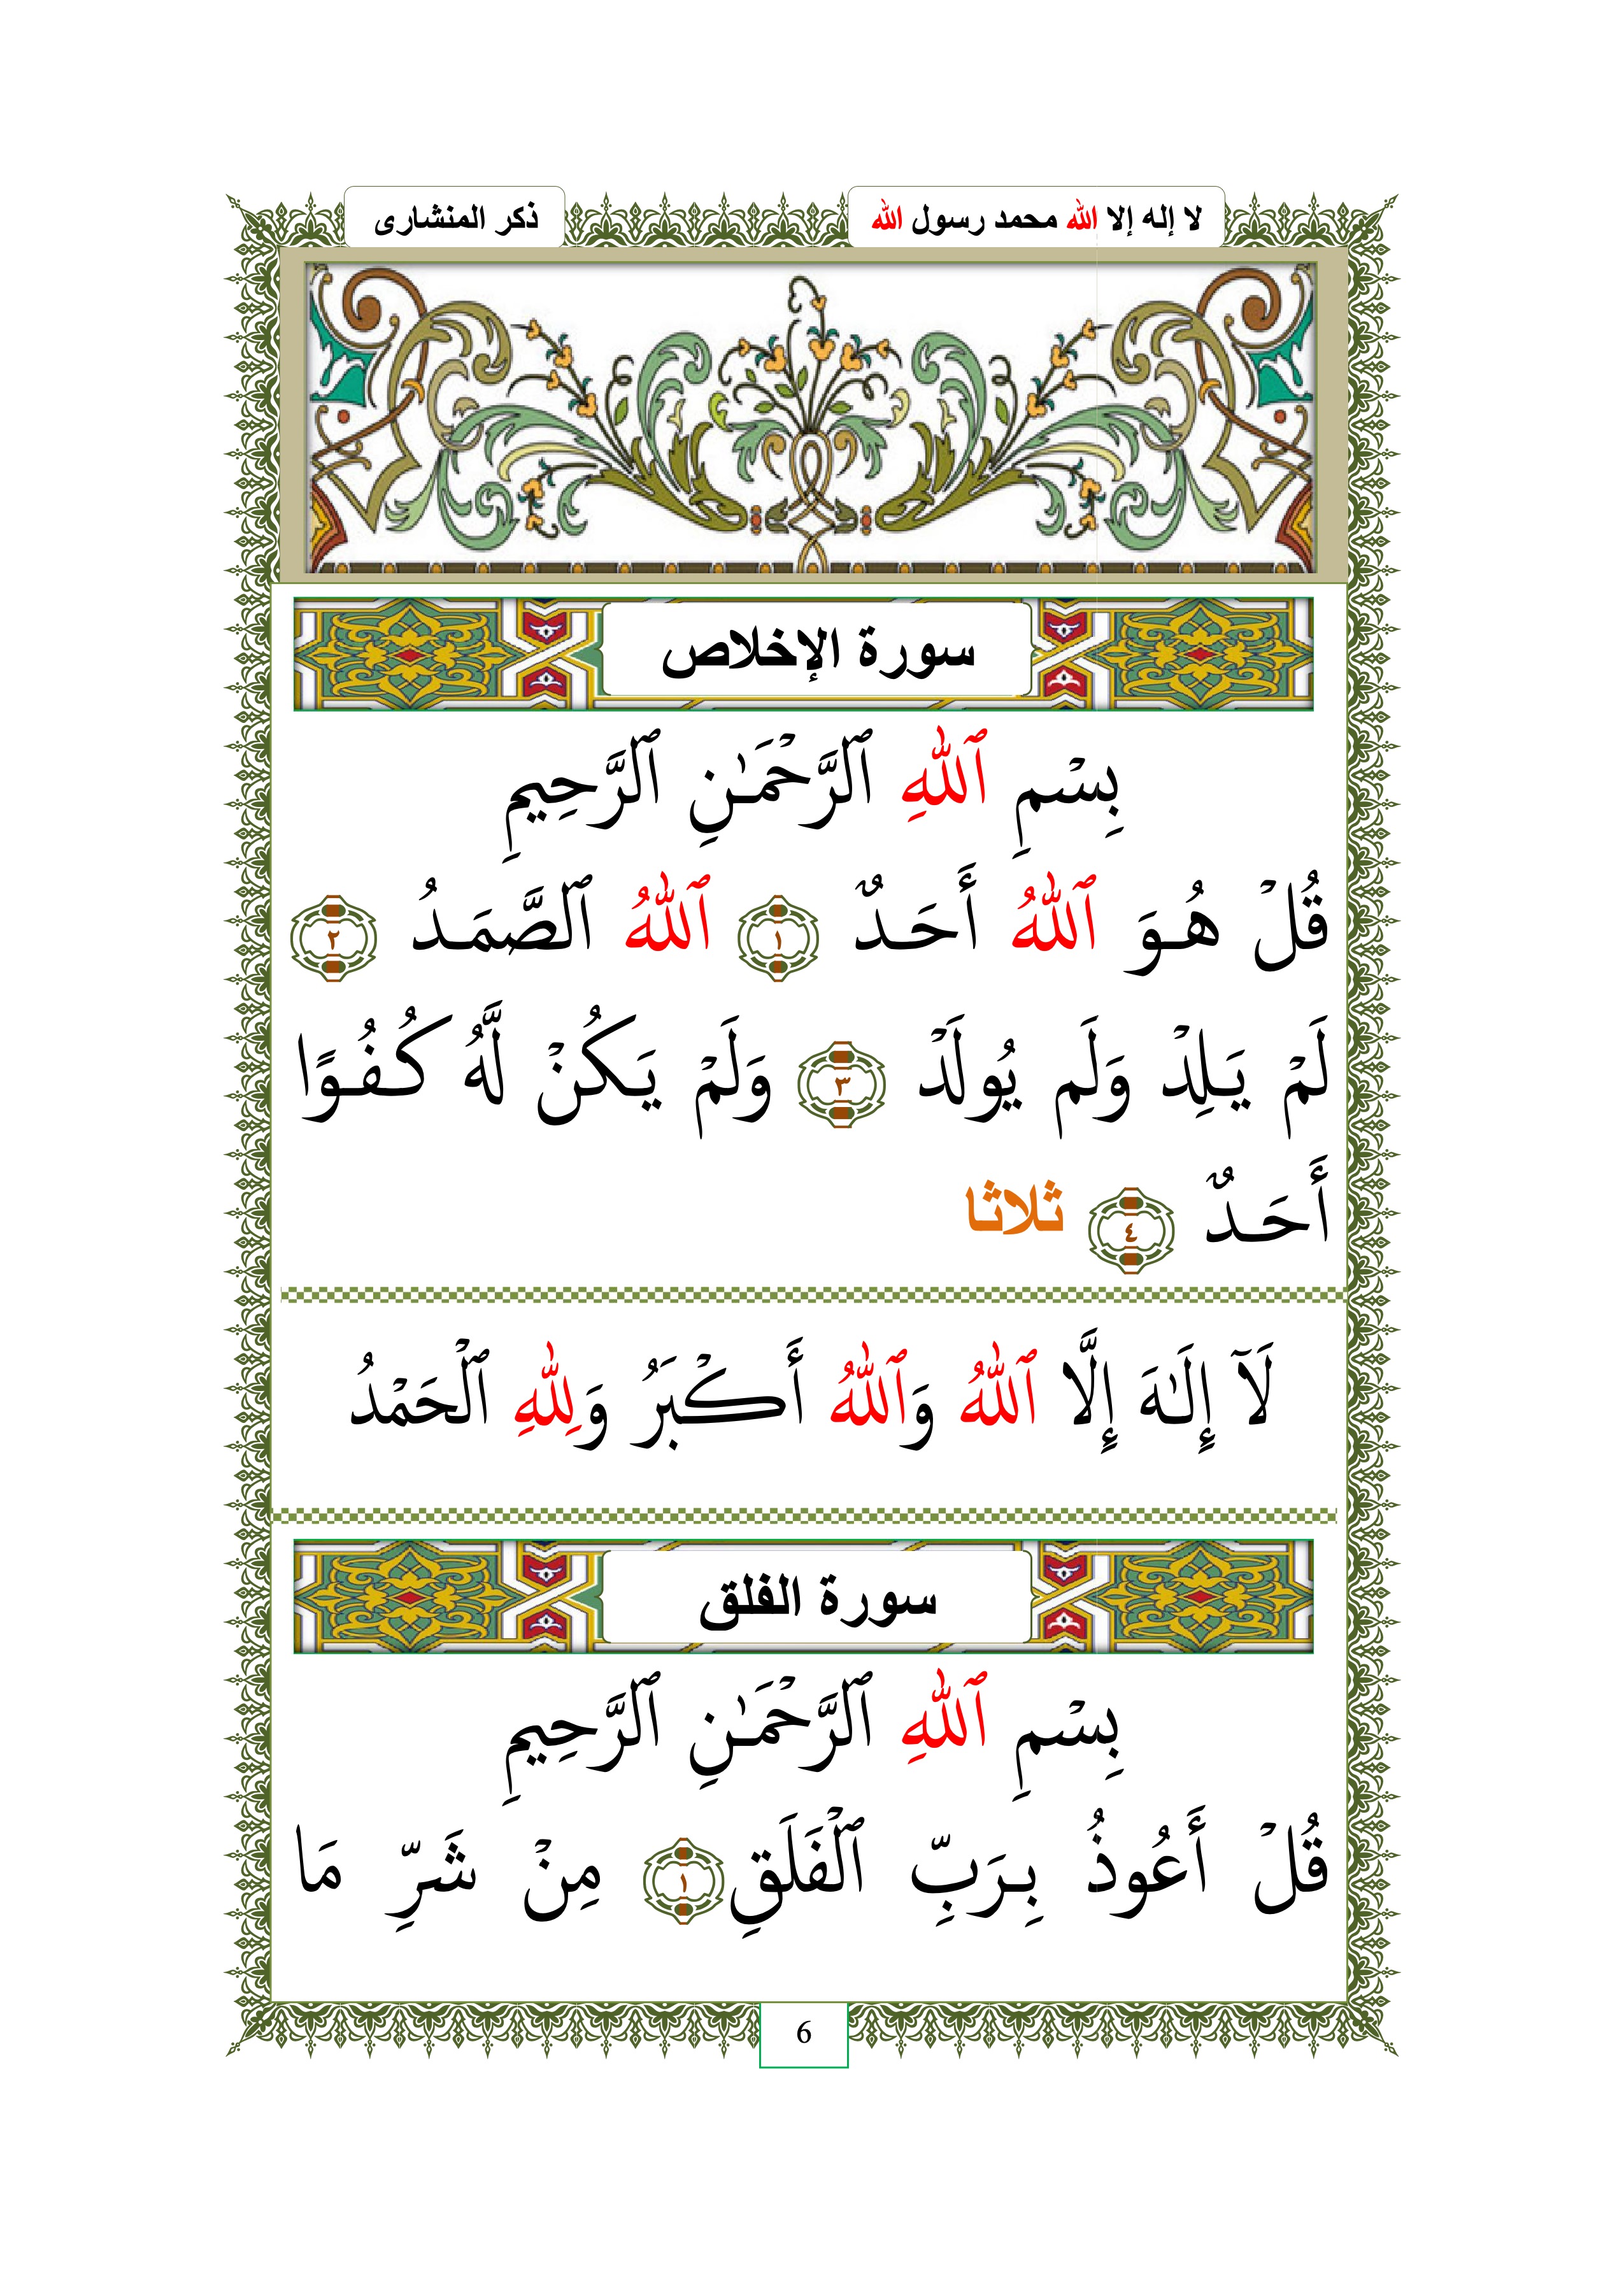 لا إله إلا الله محمد رسول الله
ذكر المنشارى
سورة الإخلاص
بِسْمِ ٱللَّهِ ٱلرَّحْمَٰنِ ٱلرَّحِيمِ
قُلْ هُوَ ٱللَّهُ أَحَدٌ ١ ٱللَّهُ ٱلصَّمَدُ ٢
لَمْ يَلِدْ وَلَم يُولَدْ ٣ وَلَمْ يَكُنْ لَّهُ كُفُوًا
أَحَدٌ ٤ ثلاثا
لَآ إِلَٰهَ إِلَّا ٱللَّهُ وَٱللَّهُ أَكْبَرُ وَلِلَّهِ ٱلْحَمْدُ
سورة الفلق
بِسْمِ ٱللَّهِ ٱلرَّحْمَٰنِ ٱلرَّحِيمِ
قُلْ أَعُوذُ بِرَبِّ ٱلْفَلَقِ ١ مِنْ شَرِّ مَا
6